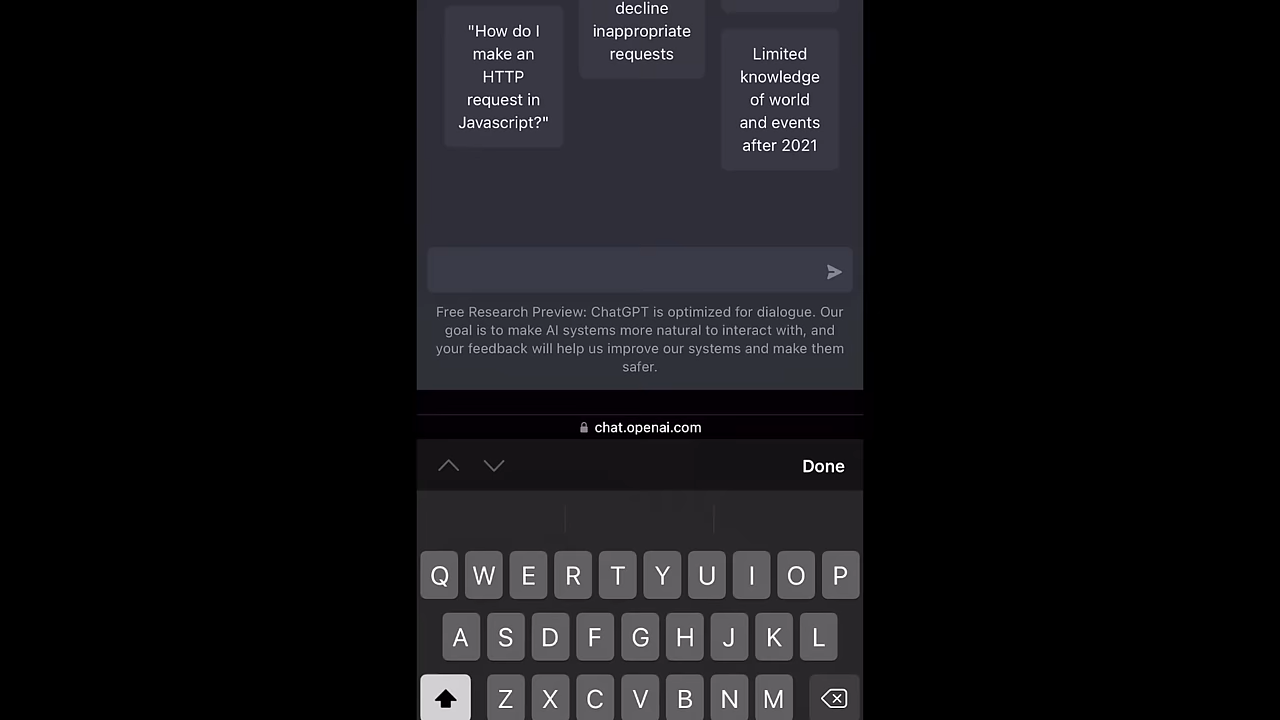 "How do I
make an
HTTP
request in
Javascript?"
decline
inappropriate
requests
Limited
knowledge
of world
and events
after 2021
Free Research Preview: ChatGPT is optimized for dialogue. Our
goal is to make AI systems more natural to interact with, and
your feedback will help us improve our systems and make them
safer.
chat.openai.com
Done
Q W E R T Y U I O P
A S D F G H J K L
Z X C V B N M